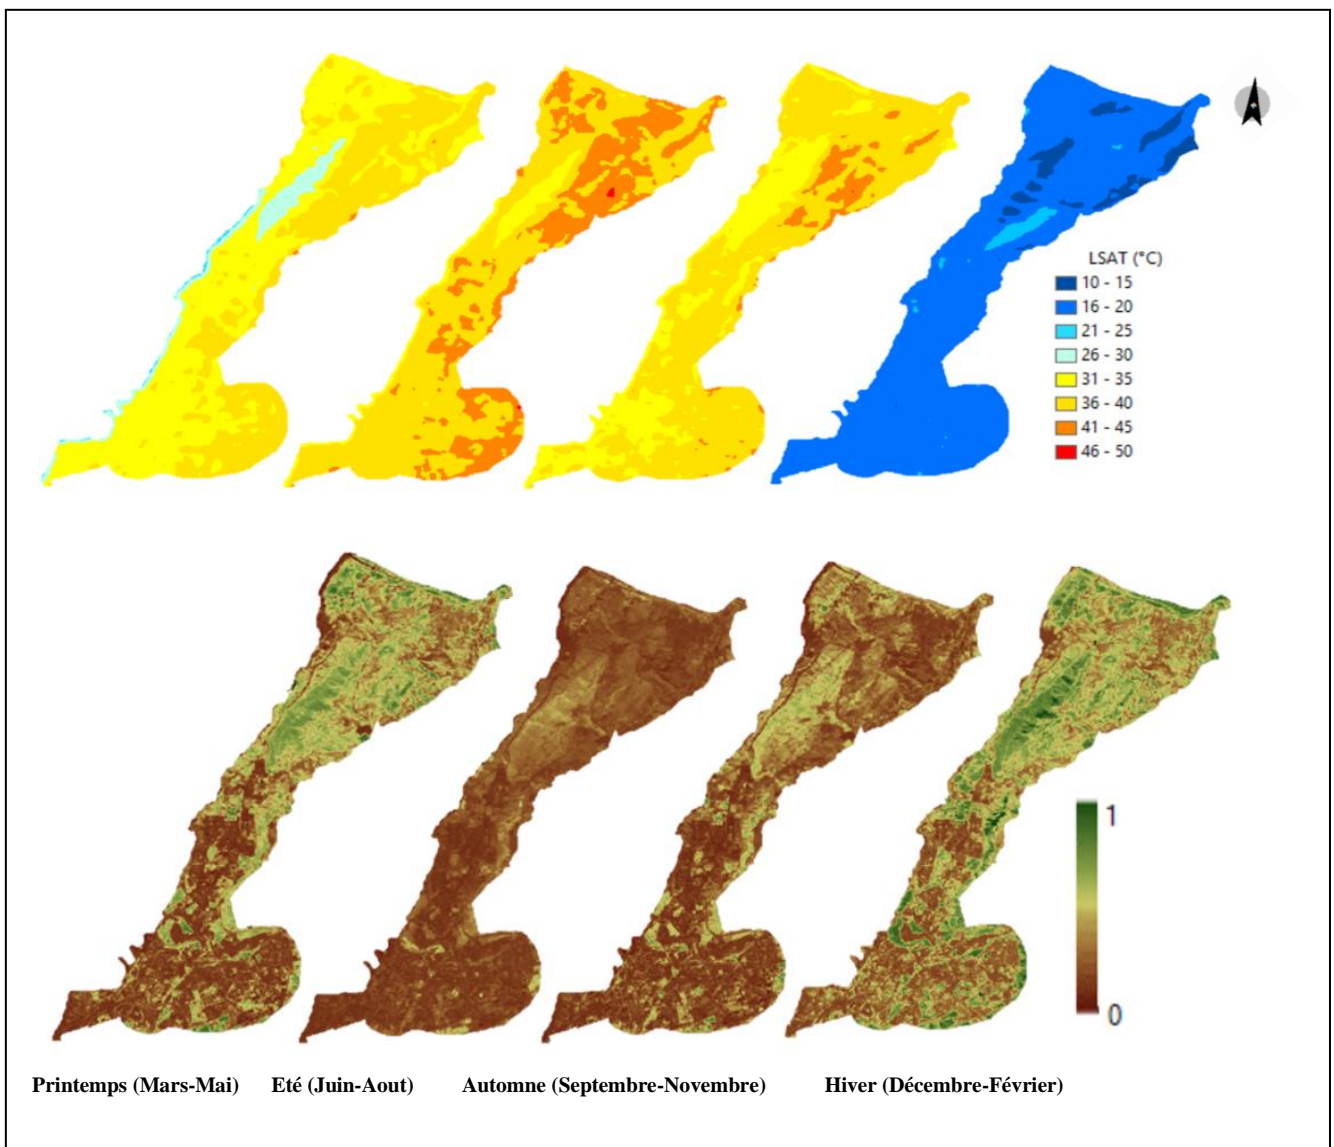 LSAT (°C)
10 - 15
16 - 20
21 - 25
26 - 30
31 - 35
36 - 40
41 - 45
46 - 50
1
0
Printemps (Mars-Mai) Eté (Juin-Aout) Automne (Septembre-Novembre) Hiver (Décembre-Février)